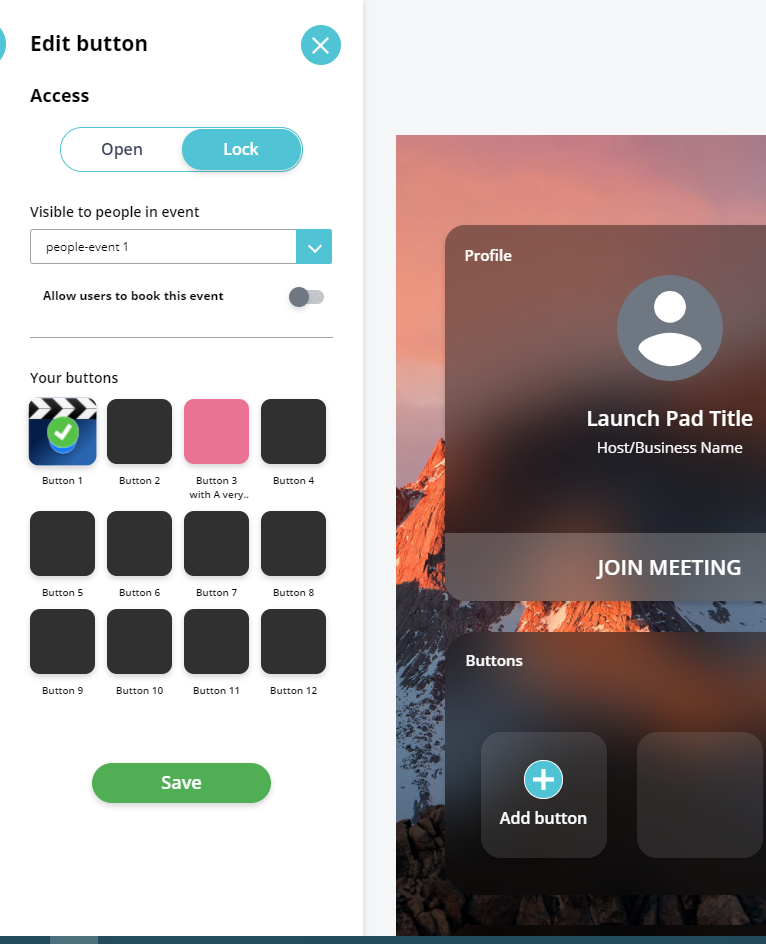 Edit button
Access
Open
Lock
Visible to people in event
people-event 1
Allow users to book this event
Your buttons
Button 1
Button 2
Button 3
with A very..
Button 4
Button 5
Button 6
Button 7
Button 8
Button 9
Button 10
Button 11
Button 12
Save
Profile
Launch Pad Title
Host/Business Name
JOIN MEETING
Buttons
Add button